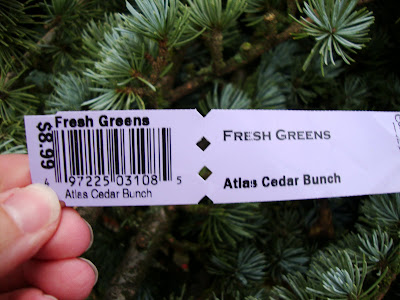 $8.99
Fresh Greens
4 97225 03108 5
Atlas Cedar Bunch
FRESH GREENS
Atlas Cedar Bunch